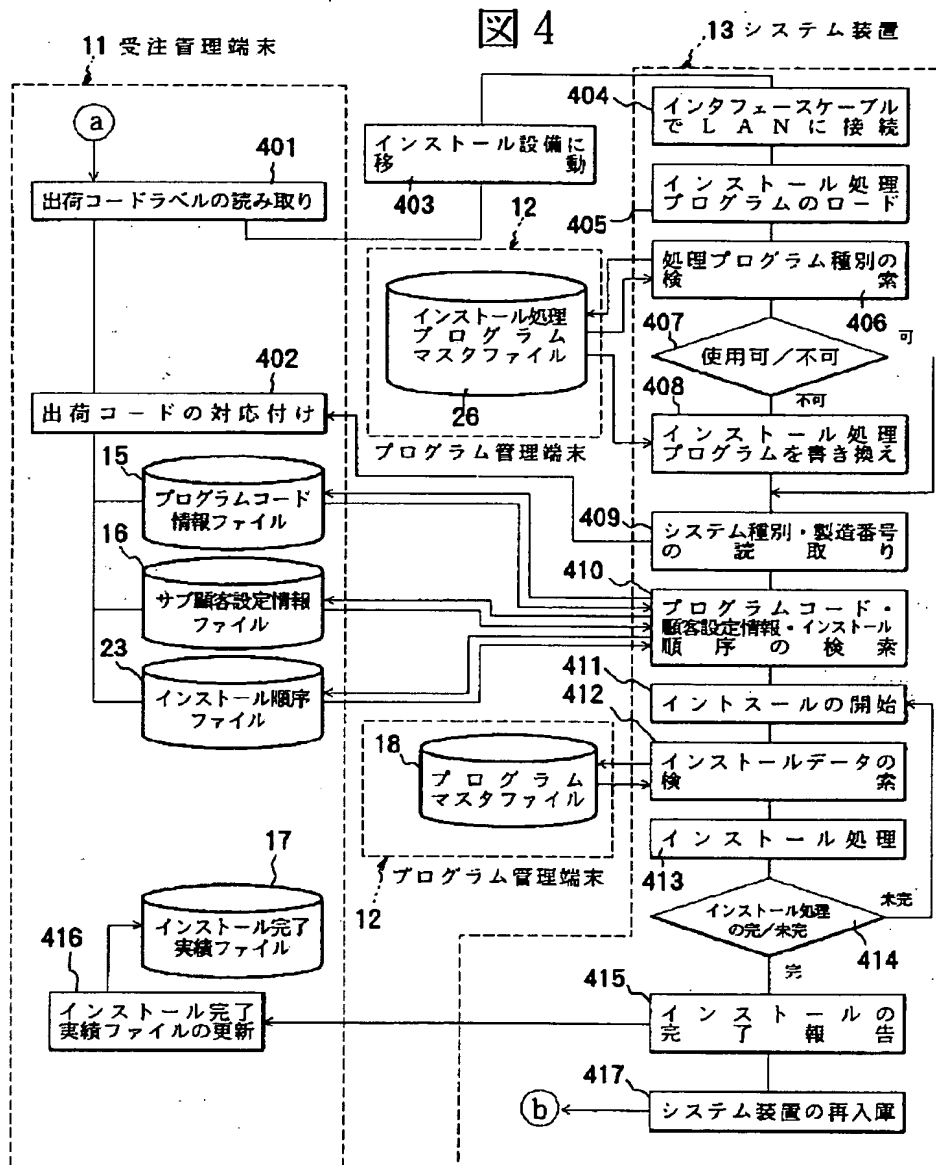 図4
11 受注管理端末
13 システム装置
a
401
出荷コードラベルの読み取り
インストール設備に
移動
403
404
インタフェースケーブル
でLANに接続
インストール処理
プログラムのロード
405
12
インストール処理
プログラム
マスタファイル
26
プログラム管理端末
処理プログラム種別の
検索
406
407
使用可/不可
可
不可
402
出荷コードの対応付け
408
インストール処理
プログラムを書き換え
15
プログラムコード
情報ファイル
409
システム種別・製造番号
の読取り
16
サブ顧客設定情報
ファイル
410
プログラムコード・
顧客設定情報・インストール
順序の検索
23
インストール順序
ファイル
411
イントスールの開始
412
インストールデータの
検索
18
プログラム
マスタファイル
12
プログラム管理端末
インストール処理
413
インストール処理
の完/未完
414
未完
完
17
インストール完了
実績ファイル
416
インストール完了
実績ファイルの更新
415
インストールの
完了報告
417
システム装置の再入庫
b